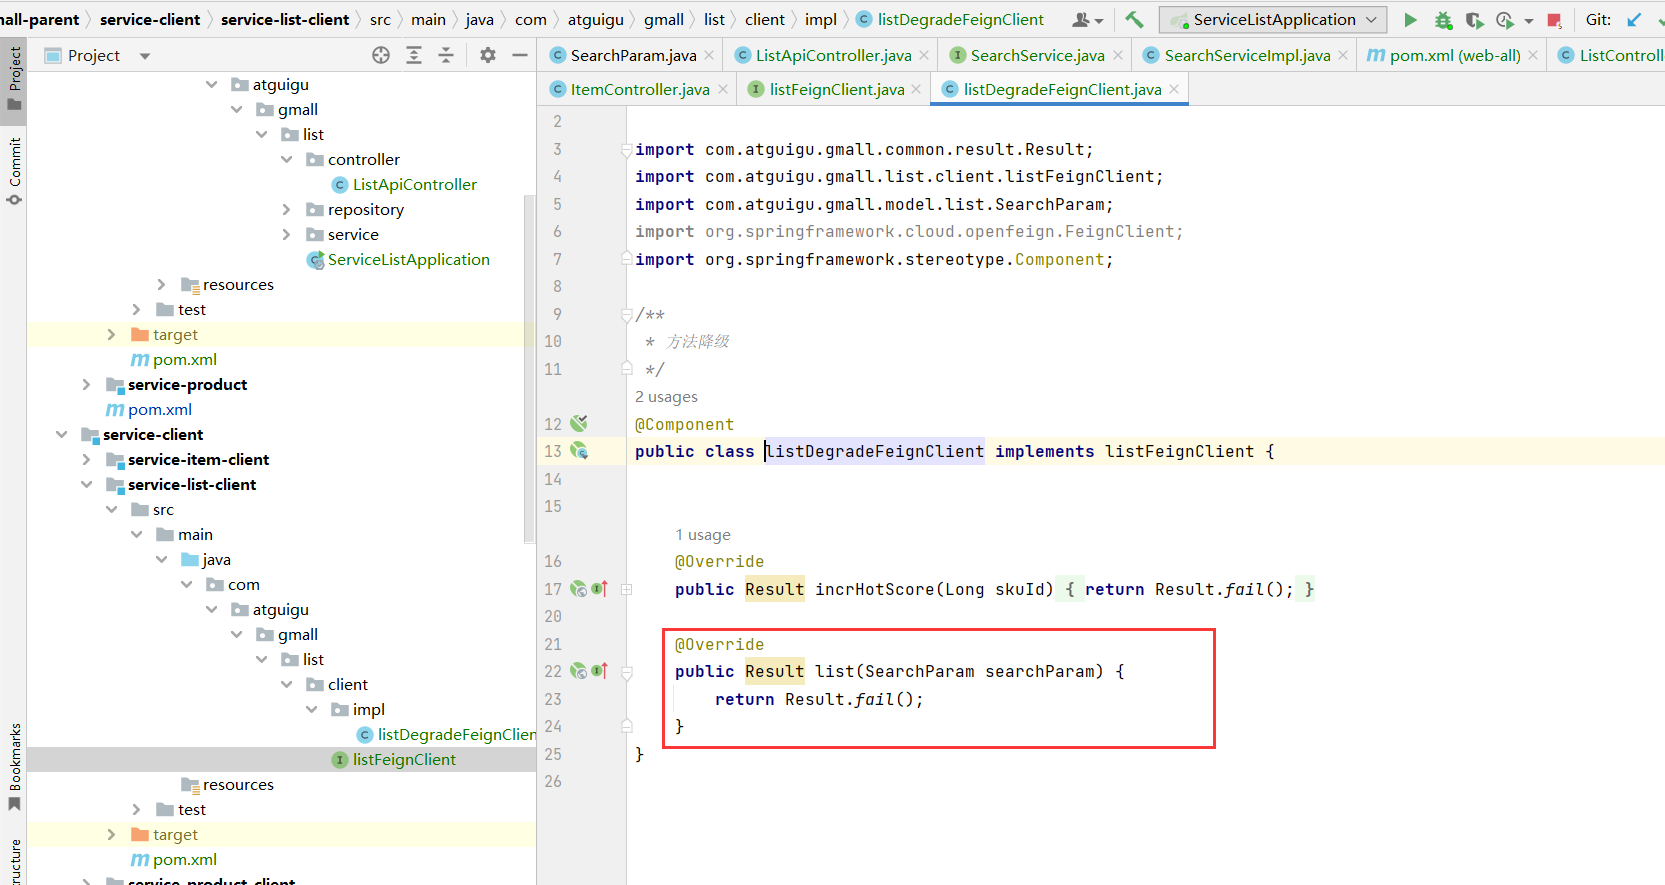 mall-parent service-client service-list-client src main java com atguigu gmall list client impl listDegradeFeignClient ServiceListApplication Git:
Project
SearchParam.java ListApiController.java SearchService.java SearchServiceImpl.java pom.xml (web-all) ListControll
ItemController.java listFeignClient.java listDegradeFeignClient.java
Project
Commit
Bookmarks
ructure
atguigu
gmall
list
controller
ListApiController
repository
service
ServiceListApplication
resources
test
target
pom.xml
service-product
pom.xml
service-client
service-item-client
service-list-client
src
main
java
com
atguigu
gmall
list
client
impl
listDegradeFeignClien
listFeignClient
resources
test
target
pom.xml
service-product-client
2
3 import com.atguigu.gmall.common.result.Result;
4 import com.atguigu.gmall.list.client.listFeignClient;
5 import com.atguigu.gmall.model.list.SearchParam;
6 import org.springframework.cloud.openfeign.FeignClient;
7 import org.springframework.stereotype.Component;
8
9 /**
10 * 方法降级
11 */
2 usages
12 @Component
13 public class listDegradeFeignClient implements listFeignClient {
14
15
1 usage
16 @Override
17 public Result incrHotScore(Long skuId) { return Result.fail(); }
20
21 @Override
22 public Result list(SearchParam searchParam) {
23 return Result.fail();
24 }
25 }
26